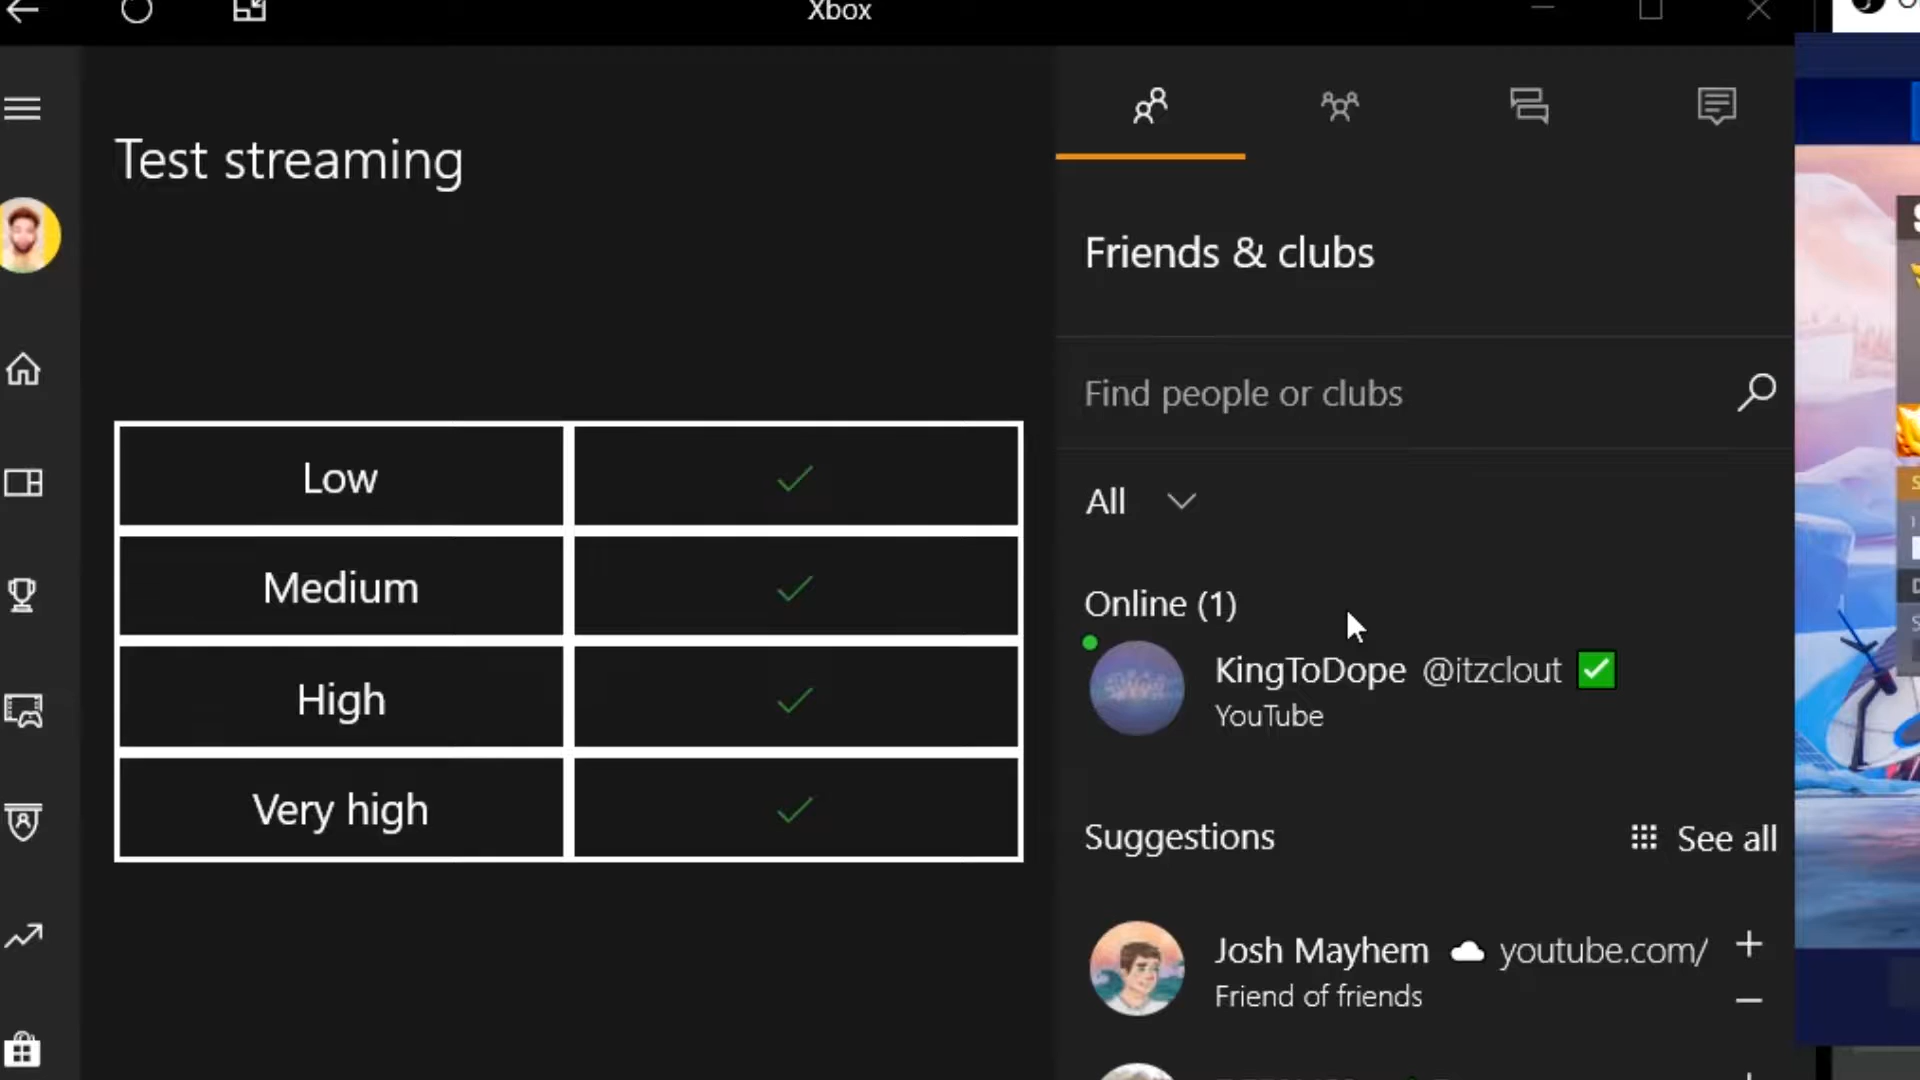 Xbox
Test streaming
Low
Medium
High
Very high
Friends & clubs
Find people or clubs
All
Online (1)
KingToDope @itzclout
YouTube
Suggestions
See all
Josh Mayhem youtube.com/
Friend of friends